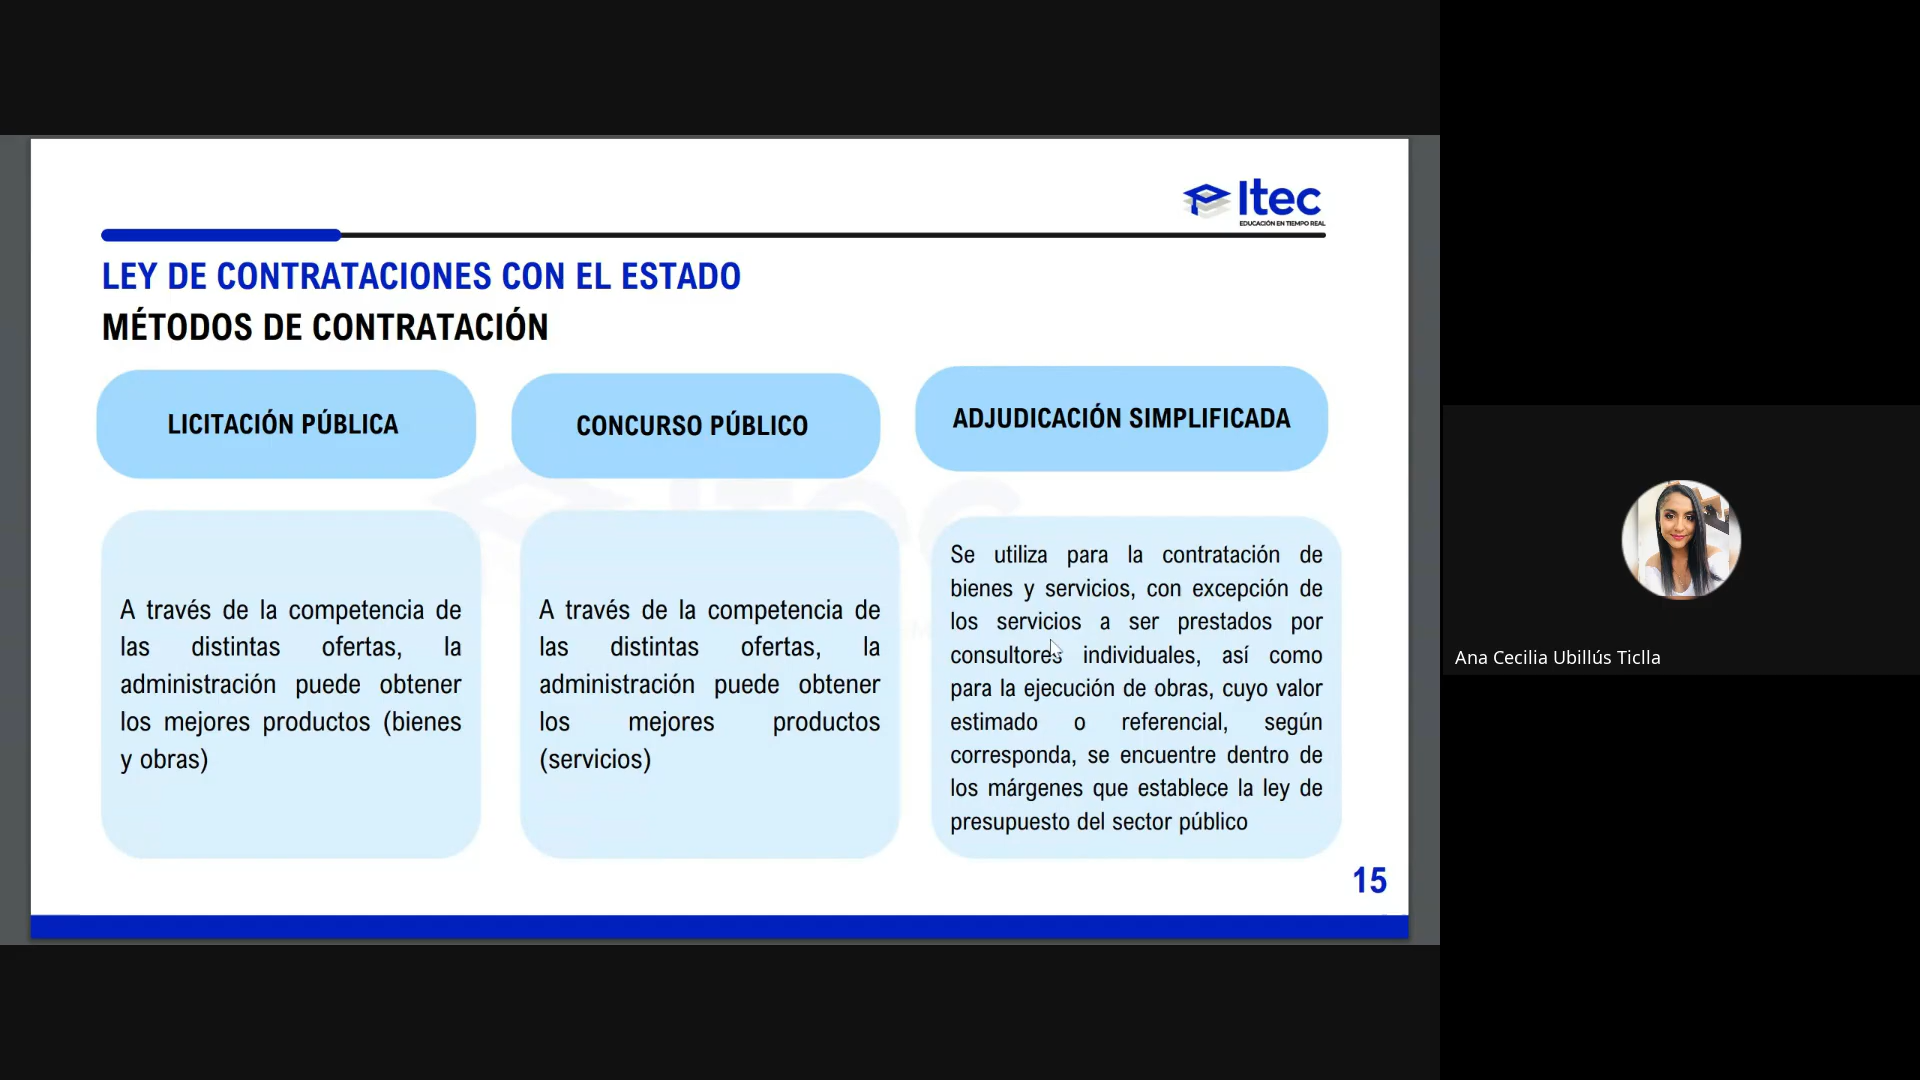 Itec
EDUCACIÓN EN TIEMPO REAL
LEY DE CONTRATACIONES CON EL ESTADO
MÉTODOS DE CONTRATACIÓN
LICITACIÓN PÚBLICA
A través de la competencia de
las distintas ofertas, la
administración puede obtener
los mejores productos (bienes
y obras)
CONCURSO PÚBLICO
A través de la competencia de
las distintas ofertas, la
administración puede obtener
los mejores productos
(servicios)
ADJUDICACIÓN SIMPLIFICADA
Se utiliza para la contratación de
bienes y servicios, con excepción de
los servicios a ser prestados por
consultores individuales, así como
para la ejecución de obras, cuyo valor
estimado o referencial, según
corresponda, se encuentre dentro de
los márgenes que establece la ley de
presupuesto del sector público
15
Ana Cecilia Ubillús Ticlla